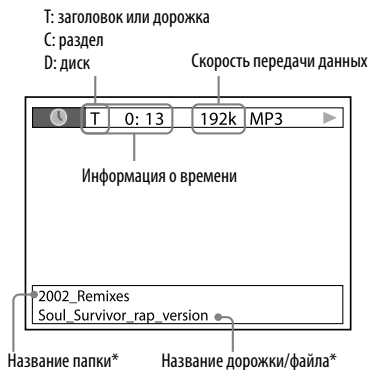 T: заголовок или дорожка
C: раздел
D: диск
Скорость передачи данных
T 0: 13 192k MP3
Информация о времени
2002_Remixes
Soul_Survivor_rap_version
Название папки*
Название дорожки/файла*